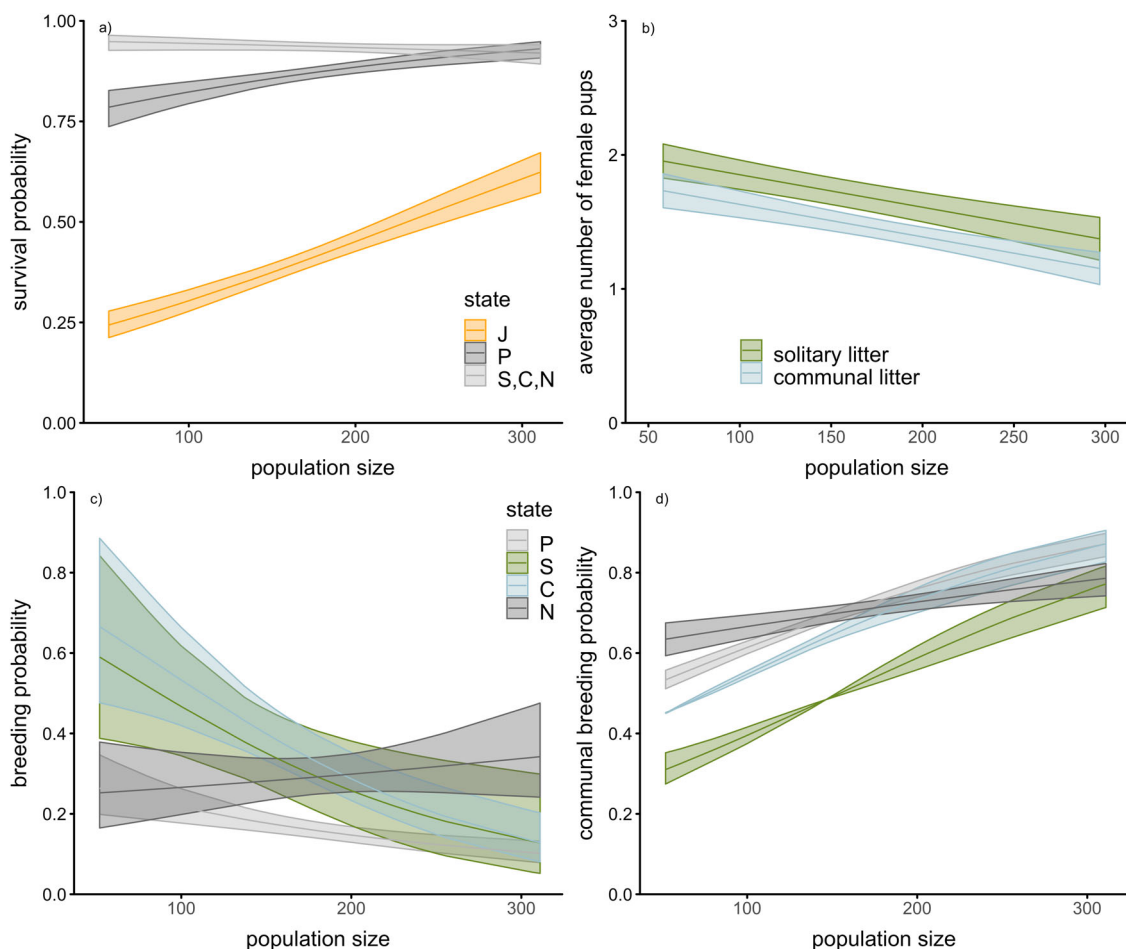 a)
survival probability
1.00
0.75
0.50
0.25
0.00
state
J
P
S,C,N
100
200
300
population size
b)
average number of female pups
3
2
1
0
solitary litter
communal litter
50
100
150
200
250
300
population size
c)
breeding probability
1.0
0.8
0.6
0.4
0.2
0.0
state
P
S
C
N
100
200
300
population size
d)
communal breeding probability
1.0
0.8
0.6
0.4
0.2
0.0
100
200
300
population size